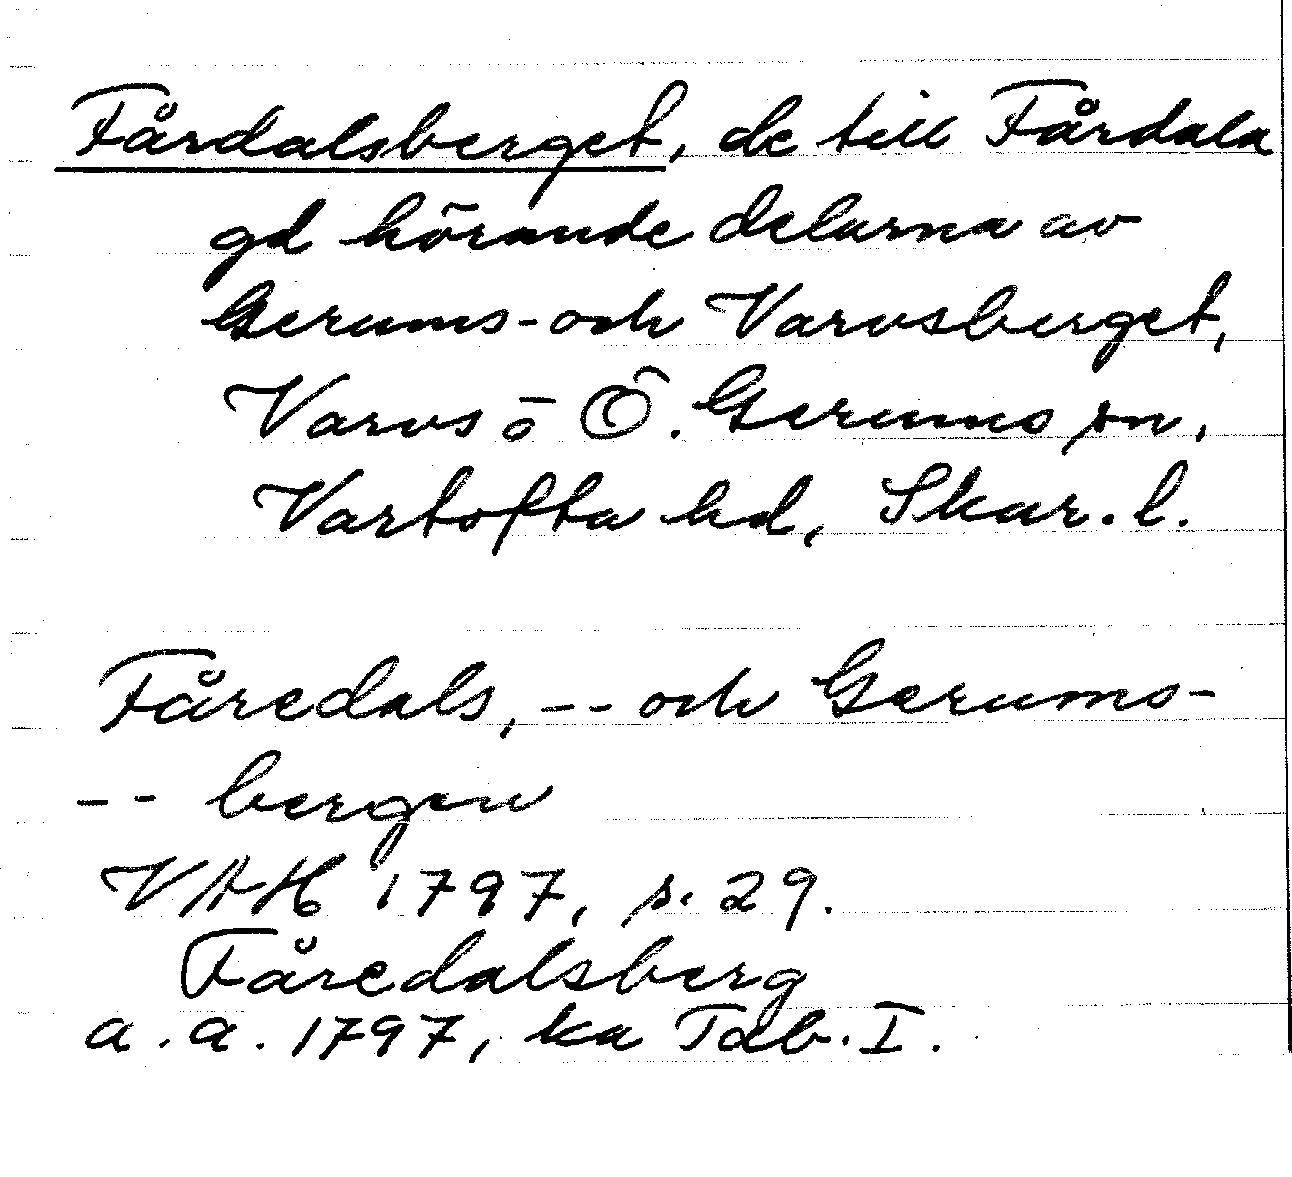 Fårdalsberget, de till Fårdala
gd hörande delarna av
Gerums- och Varvsberget,
Varvs o Ö. Gerums sn,
Vartofta hd, Skar. l.
Fåredals, -- och Gerums-
-- bergen
VAH 1797, s. 29.
Fåredalsberg
a. a. 1797, ka Tab. I.